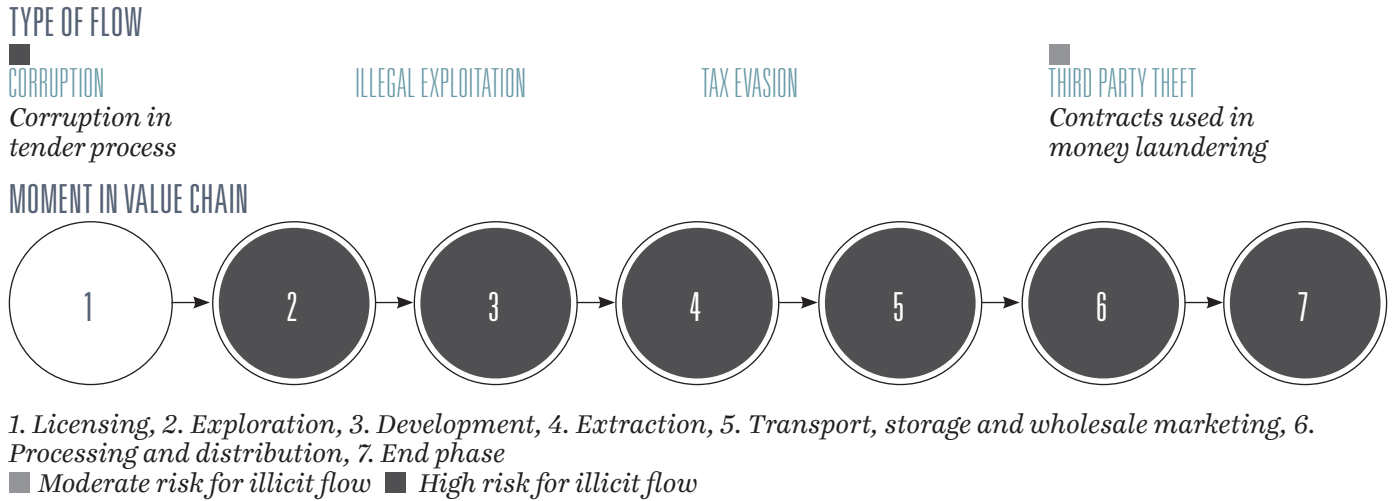 TYPE OF FLOW
CORRUPTION
ILLEGAL EXPLOITATION
TAX EVASION
THIRD PARTY THEFT
Corruption in
tender process
Contracts used in
money laundering
MOMENT IN VALUE CHAIN
1
2
3
4
5
6
7
1. Licensing, 2. Exploration, 3. Development, 4. Extraction, 5. Transport, storage and wholesale marketing, 6.
Processing and distribution, 7. End phase
Moderate risk for illicit flow High risk for illicit flow